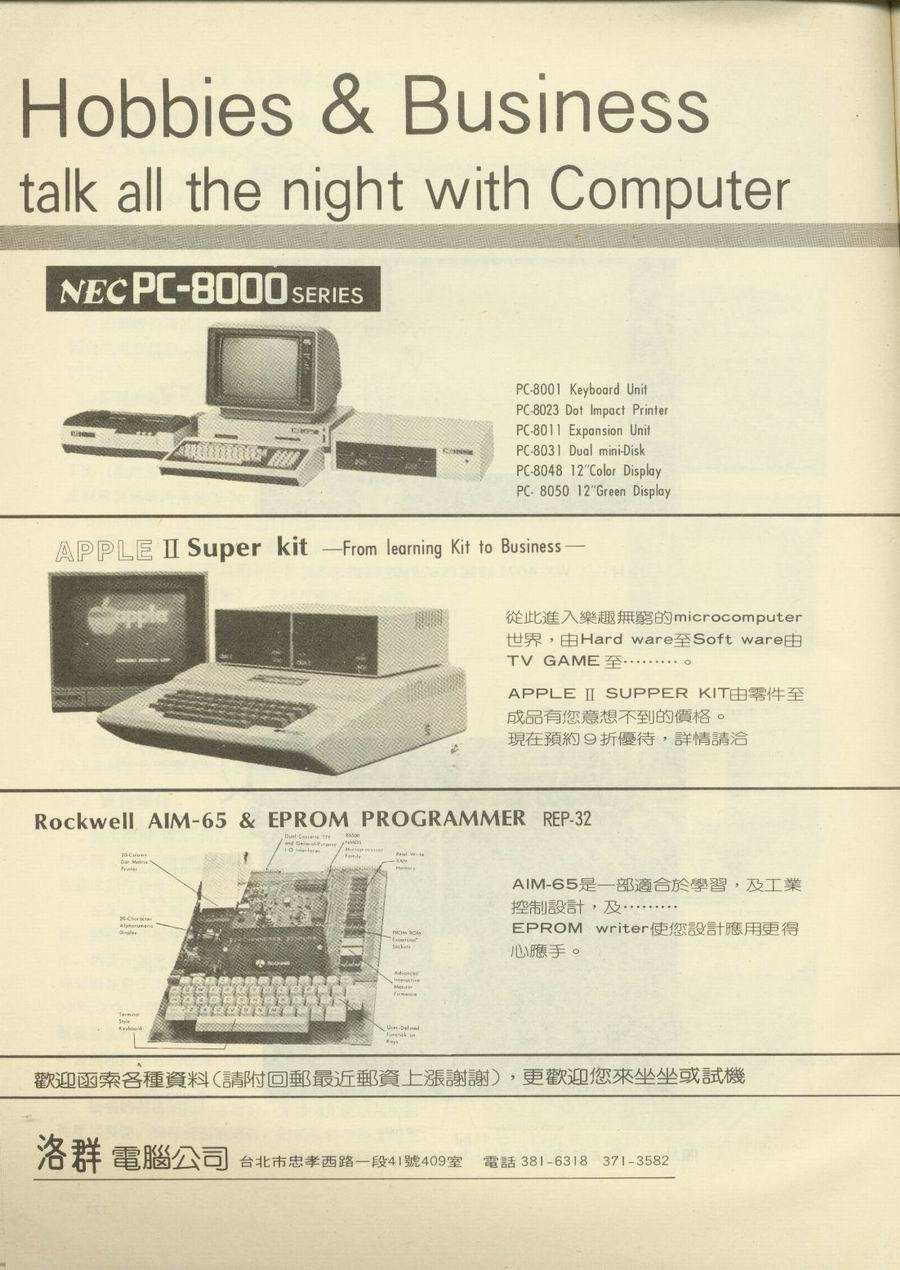 Hobbies & Business
talk all the night with Computer
NEC PC-8000 SERIES
PC-8001 Keyboard Unit
PC-8023 Dot Impact Printer
PC-8011 Expansion Unit
PC-8031 Dual mini-Disk
PC-8048 12"Color Display
PC- 8050 12"Green Display
APPLE II Super kit —From learning Kit to Business—
apple
從此進入樂趣無窮的microcomputer
世界，由Hard ware至Soft ware由
TV GAME至………。
APPLE II SUPPER KIT由零件至
成品有您意想不到的價格。
現在預約9折優待，詳情請洽
Rockwell AIM-65 & EPROM PROGRAMMER REP-32
Dual Cassette TTY
and General-Purpose
I/O Interfaces
R6500
NMOS
Microprocessor
Family
Read Write
RAM
Memory
20-Column
Dot Matrix
Printer
20-Character
Alphanumeric
Display
PROM ROM
Expansion
Sockets
Rockwell
Advanced
Interactive
Monitor
Firmware
Terminal
Style
Keyboard
User-Defined
Function
Keys
AIM-65是一部適合於學習，及工業
控制設計，及………
EPROM writer使您設計應用更得
心應手。
歡迎函索各種資料（請附回郵最近郵資上漲謝謝），更歡迎您來坐坐或試機
洛群電腦公司 台北市忠孝西路一段41號409室 電話 381-6318 371-3582